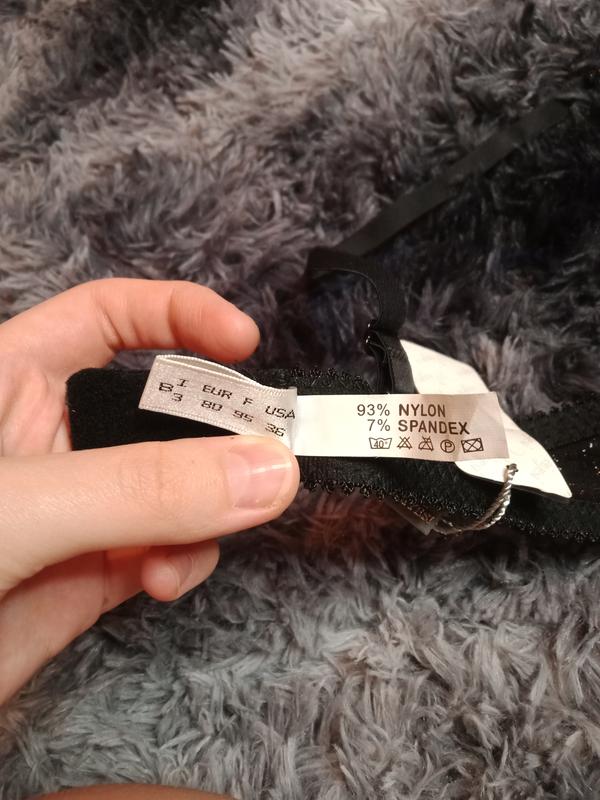 I EUR F USA
B 3 80 95 36
93% NYLON
7% SPANDEX
40°
P